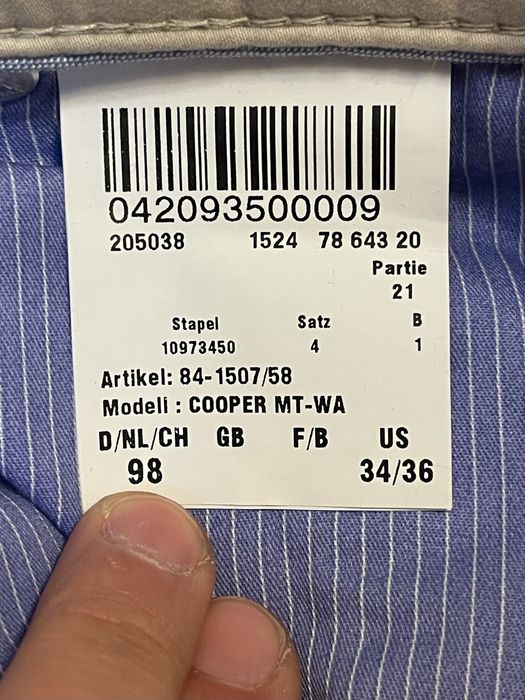 042093500009
205038 1524 78 643 20
Partie
21
Stapel Satz B
10973450 4 1
Artikel: 84-1507/58
Modell : COOPER MT-WA
D/NL/CH GB F/B US
98 34/36